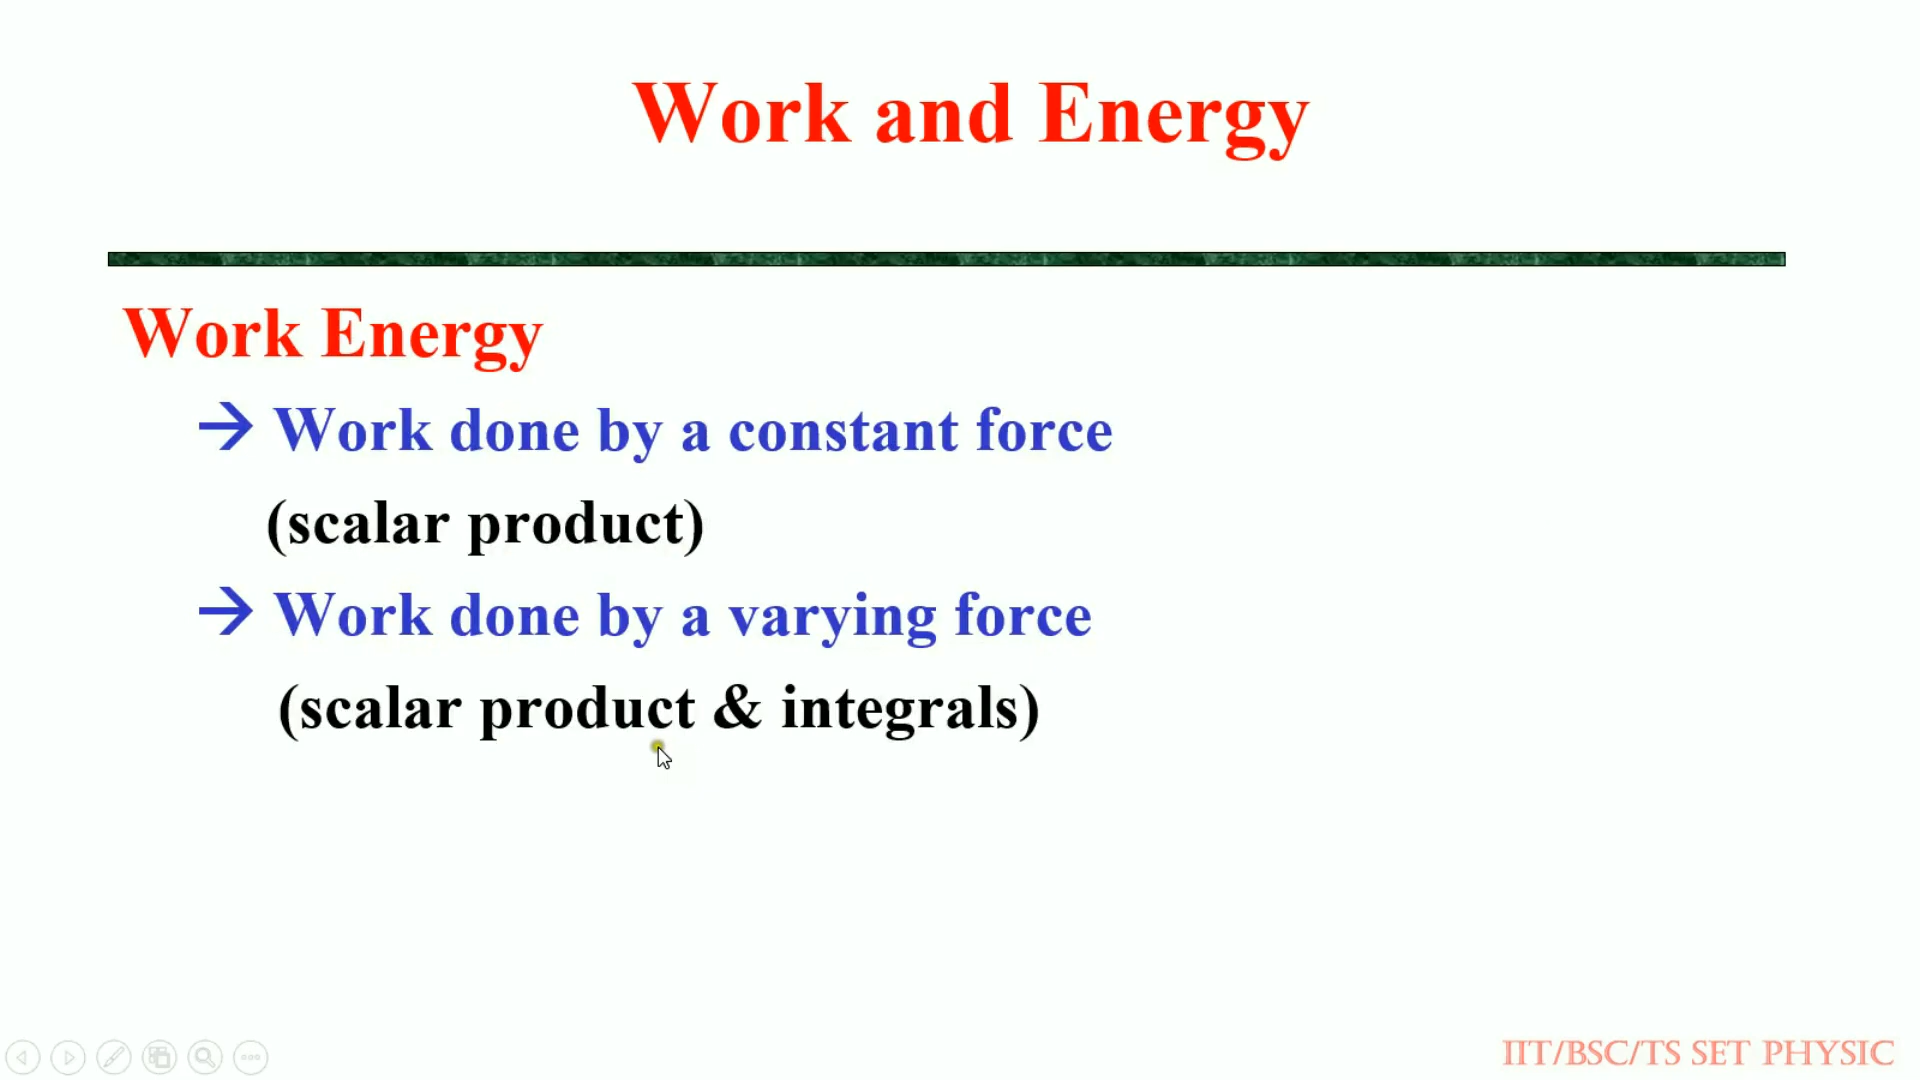 Work and Energy
Work Energy
→ Work done by a constant force
(scalar product)
→ Work done by a varying force
(scalar product & integrals)
IIT/BSC/TS SET PHYSIC